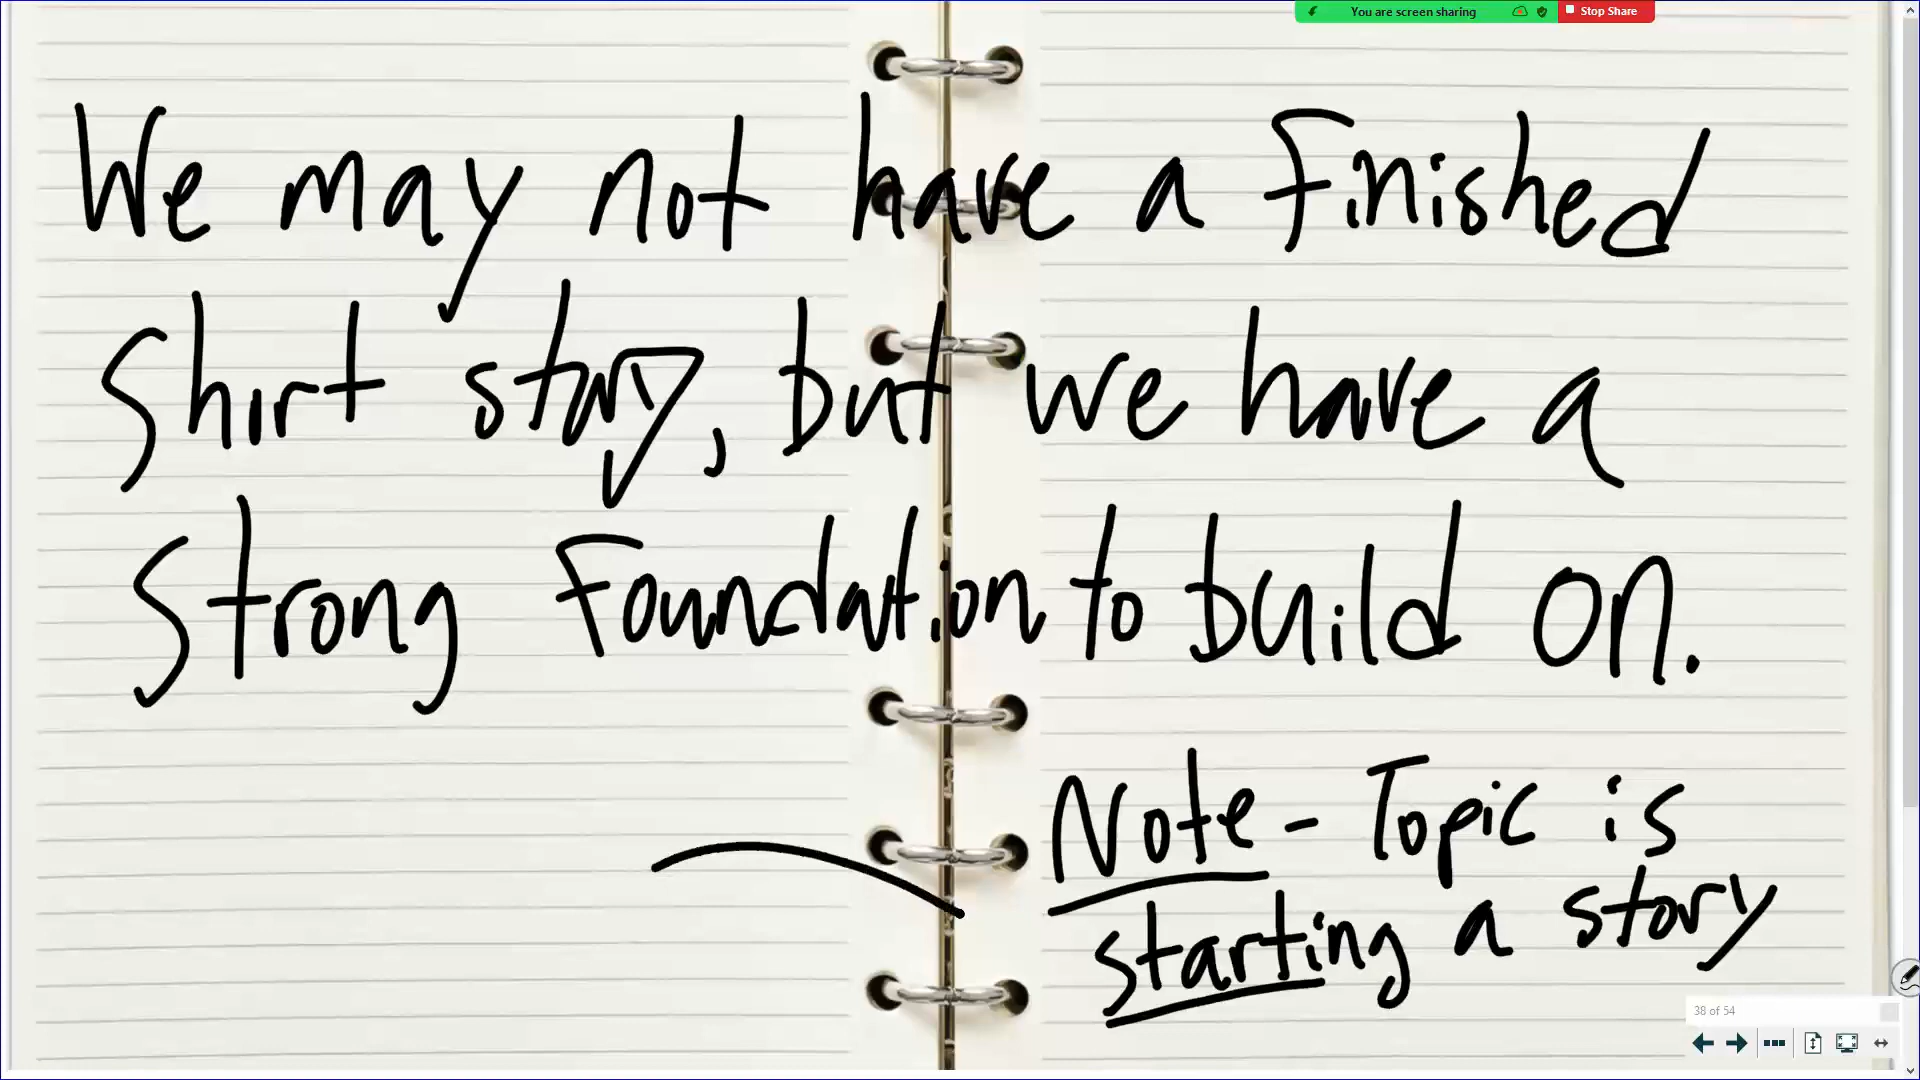 You are screen sharing Stop Share
We may not have a finished
shirt story, but we have a
strong foundation to build on.
Note - Topic is
starting a story
38 of 54